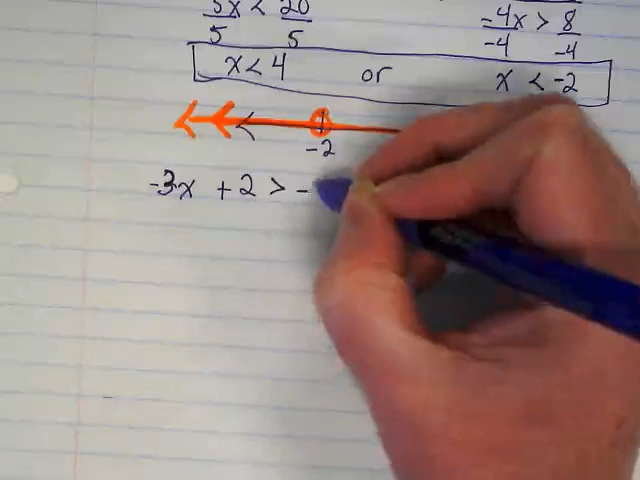 5x < 20 -4x > 8
5 5 -4 -4
x < 4 or x < -2
-2
-3x + 2 > -